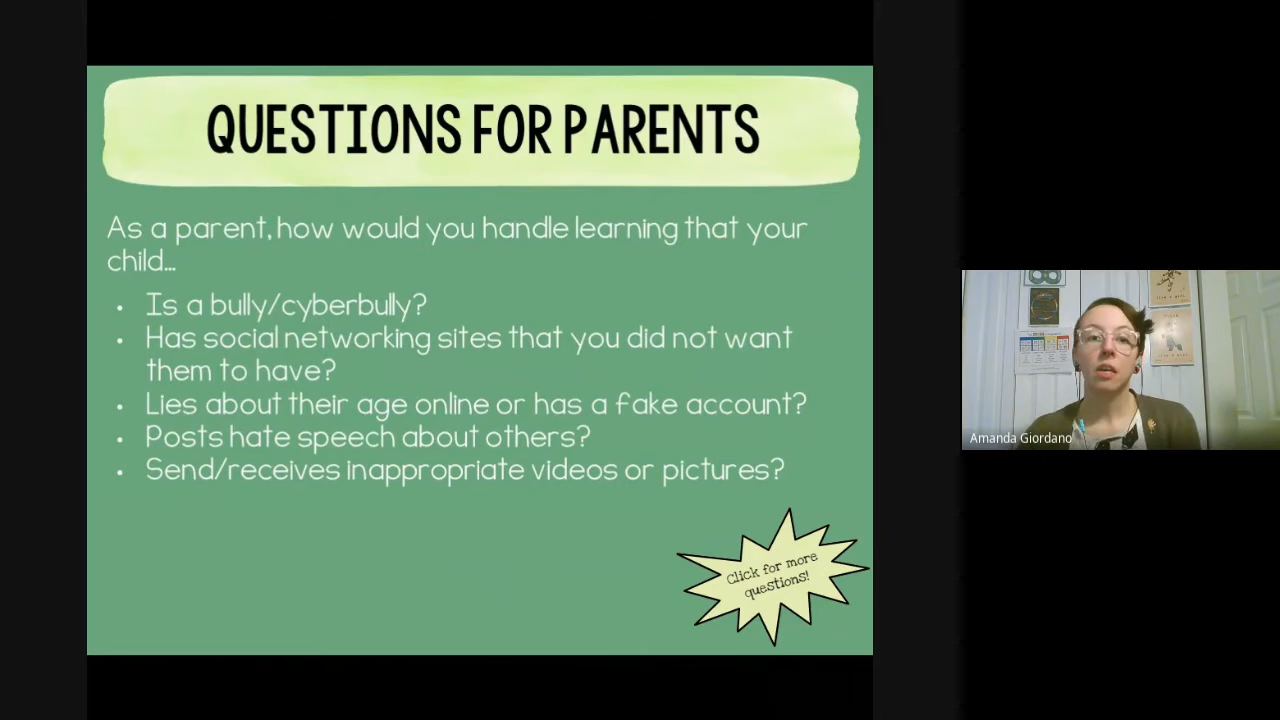 QUESTIONS FOR PARENTS
As a parent, how would you handle learning that your
child...
• Is a bully/cyberbully?
• Has social networking sites that you did not want
them to have?
• Lies about their age online or has a fake account?
• Posts hate speech about others?
• Send/receives inappropriate videos or pictures?
Click for more
questions!
Amanda Giordano